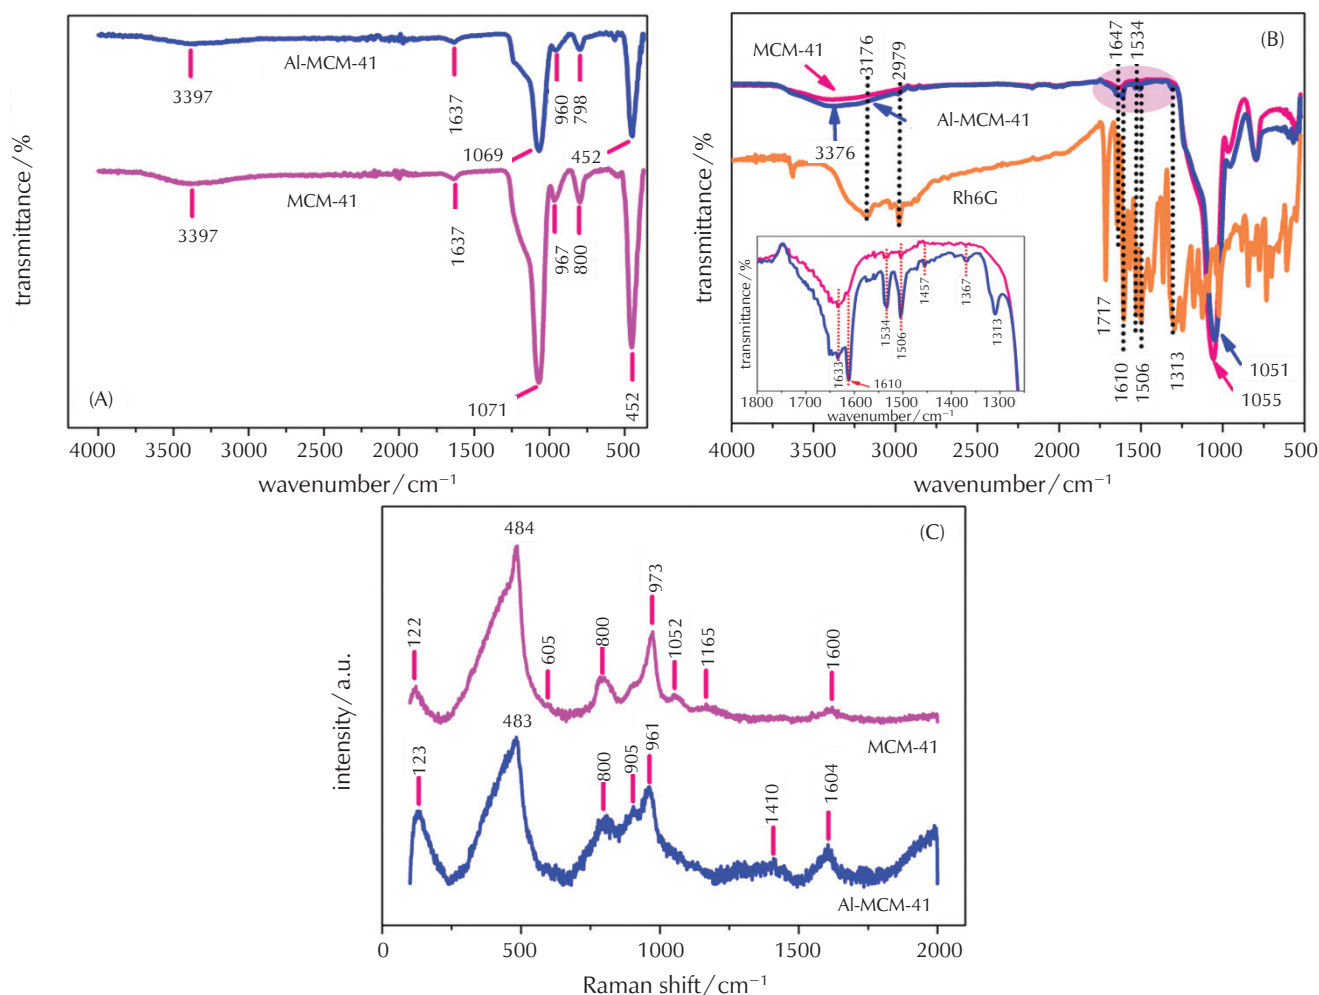 transmittance / %
Al-MCM-41
3397
1637
960
798
1069
452
MCM-41
3397
1637
967
800
1071
452
(A)
4000 3500 3000 2500 2000 1500 1000 500
wavenumber / cm⁻¹
(B)
transmittance / %
MCM-41
3176
2979
1647
1534
Al-MCM-41
3376
Rh6G
1717
1610
1506
1313
1051
1055
transmittance / %
1633
1610
1534
1506
1457
1367
1313
1800 1700 1600 1500 1400 1300
wavenumber / cm⁻¹
4000 3500 3000 2500 2000 1500 1000 500
wavenumber / cm⁻¹
(C)
intensity / a.u.
484
122
605
800
973
1052
1165
1600
MCM-41
483
123
800
905
961
1410
1604
Al-MCM-41
0 500 1000 1500 2000
Raman shift / cm⁻¹